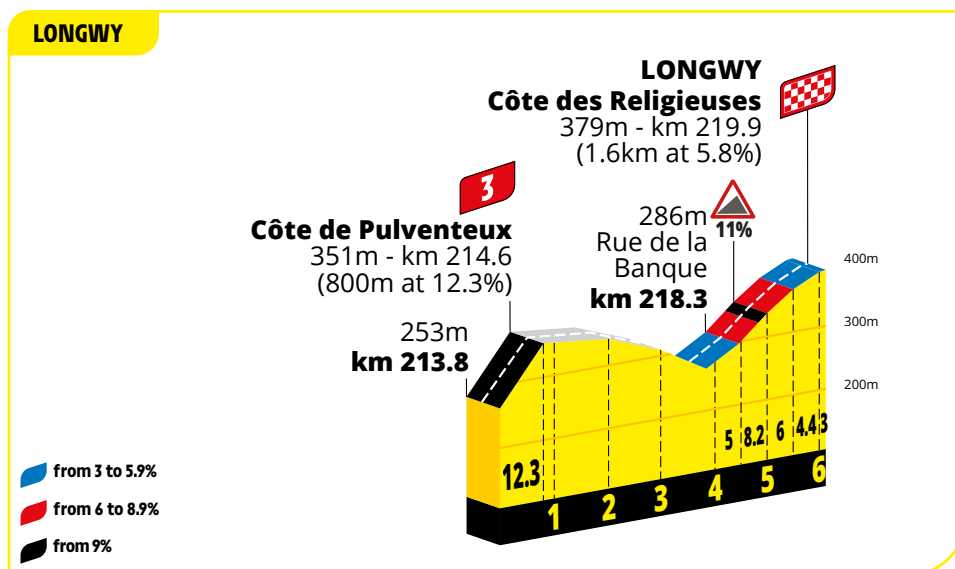 LONGWY
LONGWY
Côte des Religieuses
379m - km 219.9
(1.6km at 5.8%)
3
Côte de Pulventeux
351m - km 214.6
(800m at 12.3%)
253m
km 213.8
286m
Rue de la
Banque
km 218.3
11%
400m
300m
200m
12.3
5
8.2
6
4.4
3
1
2
3
4
5
6
from 3 to 5.9%
from 6 to 8.9%
from 9%